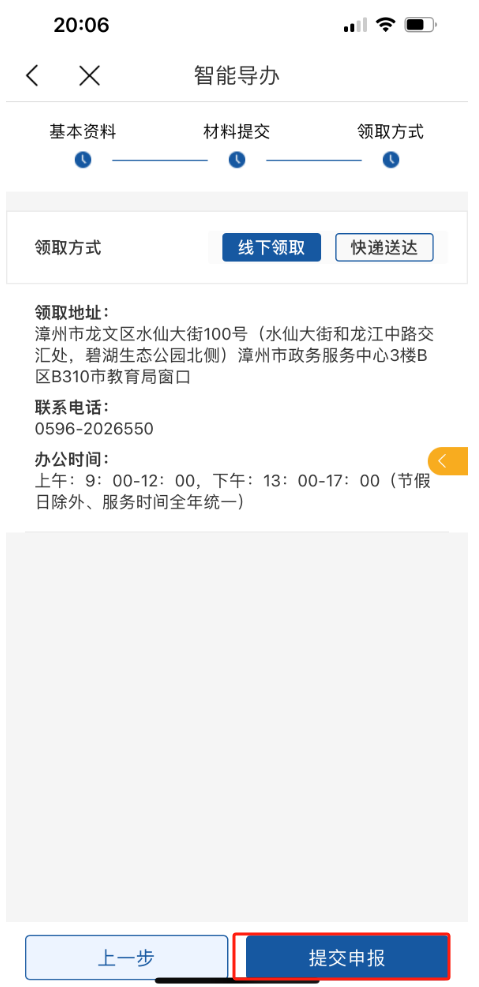 20:06
智能导办
基本资料 材料提交 领取方式
领取方式 线下领取 快递送达
领取地址：
漳州市龙文区水仙大街100号（水仙大街和龙江中路交
汇处，碧湖生态公园北侧）漳州市政务服务中心3楼B
区B310市教育局窗口
联系电话：
0596-2026550
办公时间：
上午：9：00-12：00，下午：13：00-17：00（节假
日除外、服务时间全年统一）
上一步 提交申报